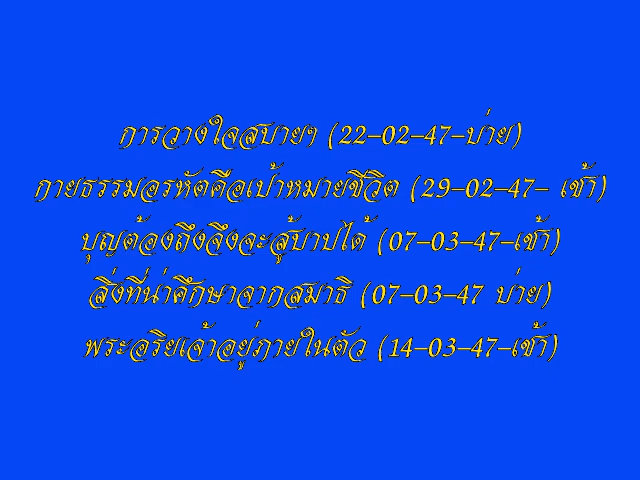 การวางใจสบายๆ (22-02-47-บ่าย)
กายธรรมอรหัตคือเป้าหมายชีวิต (29-02-47- เช้า)
บุญต้องถึงจึงจะสู้บาปได้ (07-03-47-เช้า)
สิ่งที่น่าศึกษาจากสมาธิ (07-03-47 บ่าย)
พระอริยเจ้าอยู่ภายในตัว (14-03-47-เช้า)